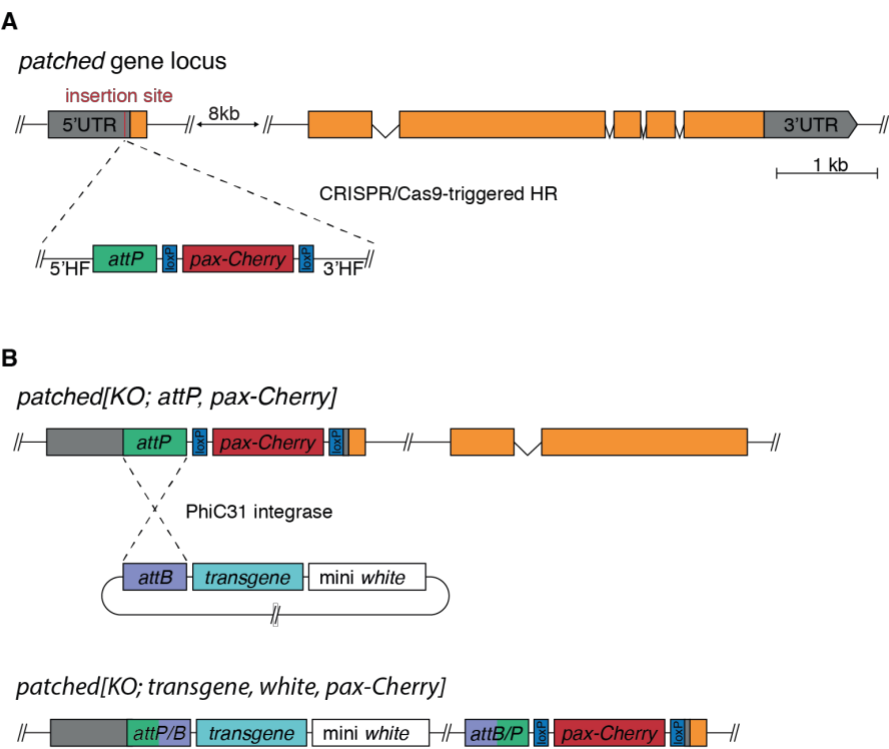 A
patched gene locus
insertion site
5'UTR 8kb 3'UTR
1 kb
CRISPR/Cas9-triggered HR
5'HF attP loxP pax-Cherry loxP 3'HF
B
patched[KO; attP, pax-Cherry]
attP loxP pax-Cherry loxP
PhiC31 integrase
attB transgene mini white
patched[KO; transgene, white, pax-Cherry]
attP/B transgene mini white attB/P loxP pax-Cherry loxP